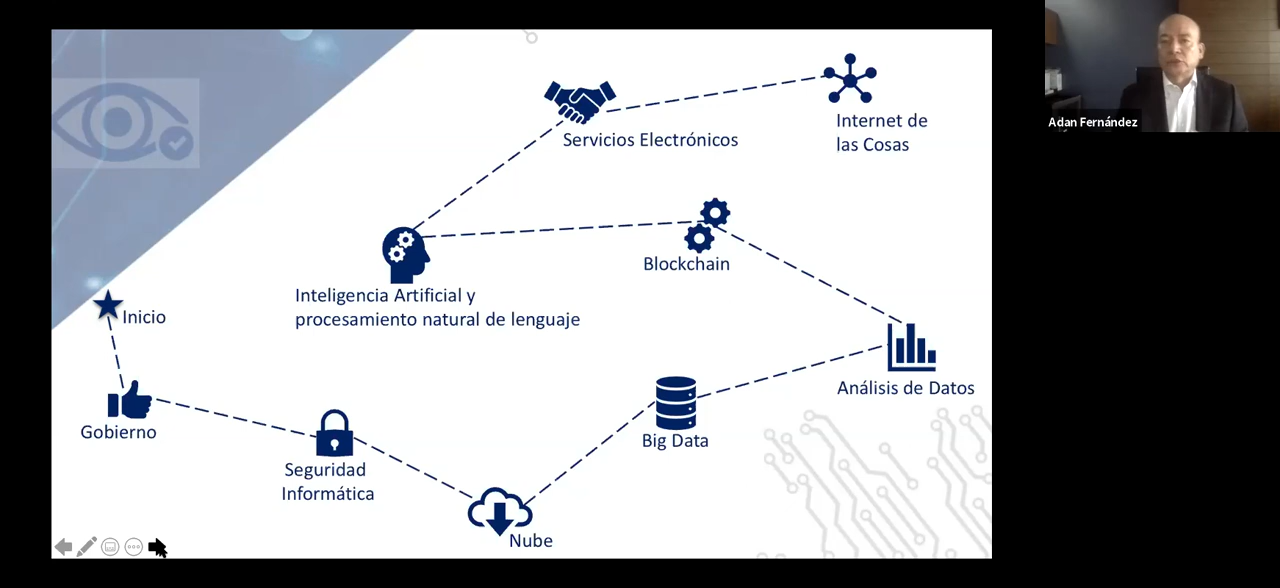 Servicios Electrónicos
Internet de
las Cosas
Adan Fernández
Blockchain
Inteligencia Artificial y
procesamiento natural de lenguaje
Inicio
Análisis de Datos
Gobierno
Big Data
Seguridad
Informática
Nube